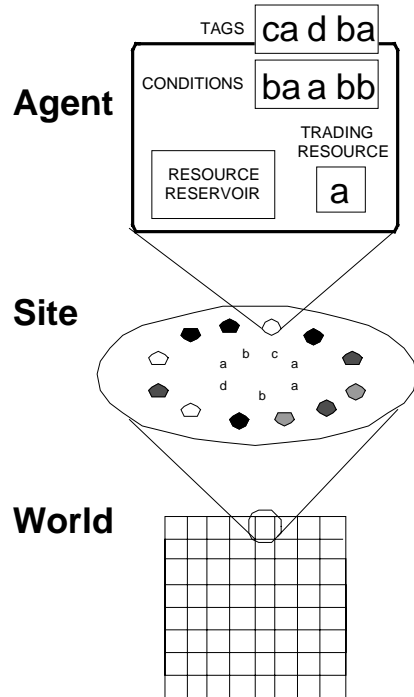 TAGS ca d ba
CONDITIONS ba a bb
Agent
TRADING
RESOURCE
RESOURCE
RESERVOIR
a
Site
b c
a a
d a
b
World